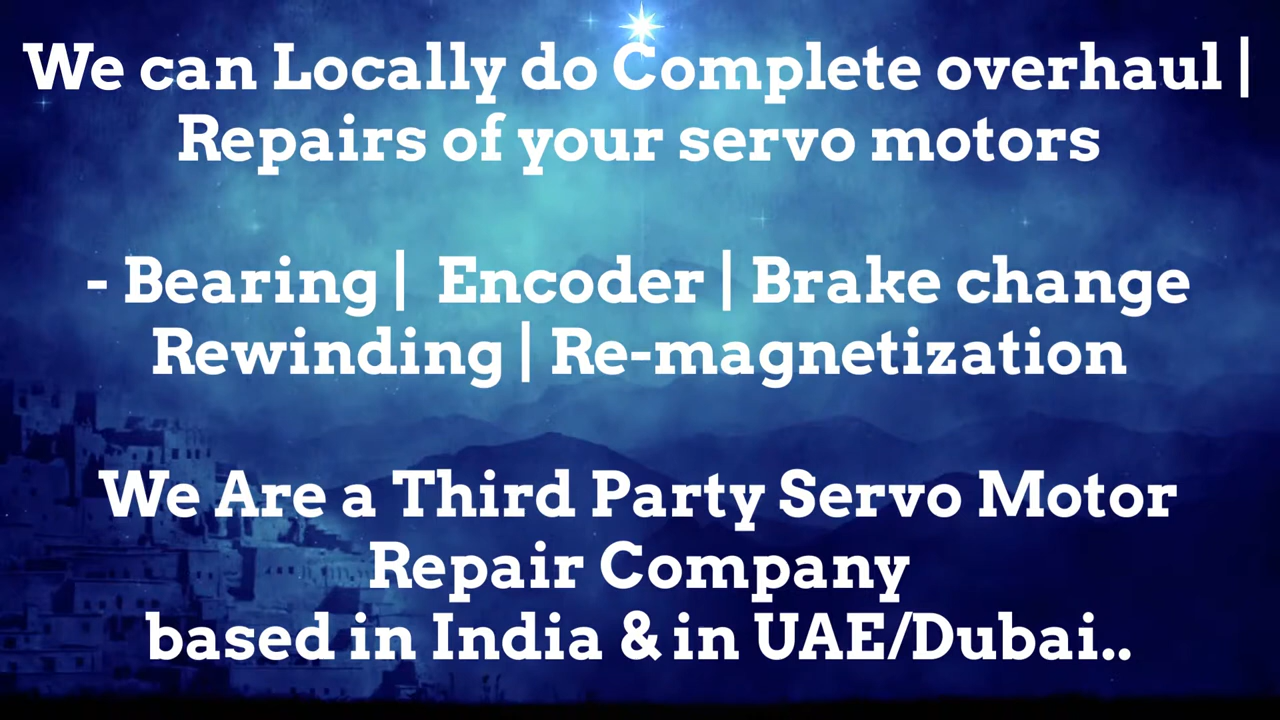 We can Locally do Complete overhaul |
Repairs of your servo motors
- Bearing |  Encoder | Brake change
Rewinding | Re-magnetization
We Are a Third Party Servo Motor
Repair Company
based in India & in UAE/Dubai..